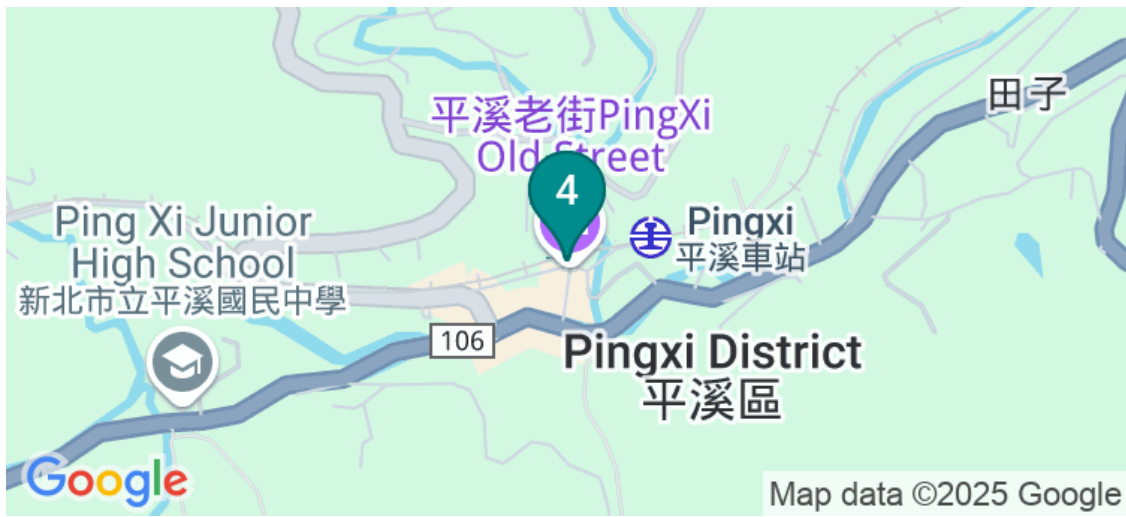 田子
平溪老街PingXi
Old Street
4
Ping Xi Junior
High School
新北市立平溪國民中學
Pingxi
平溪車站
106
Pingxi District
平溪區
Google
Map data ©2025 Google